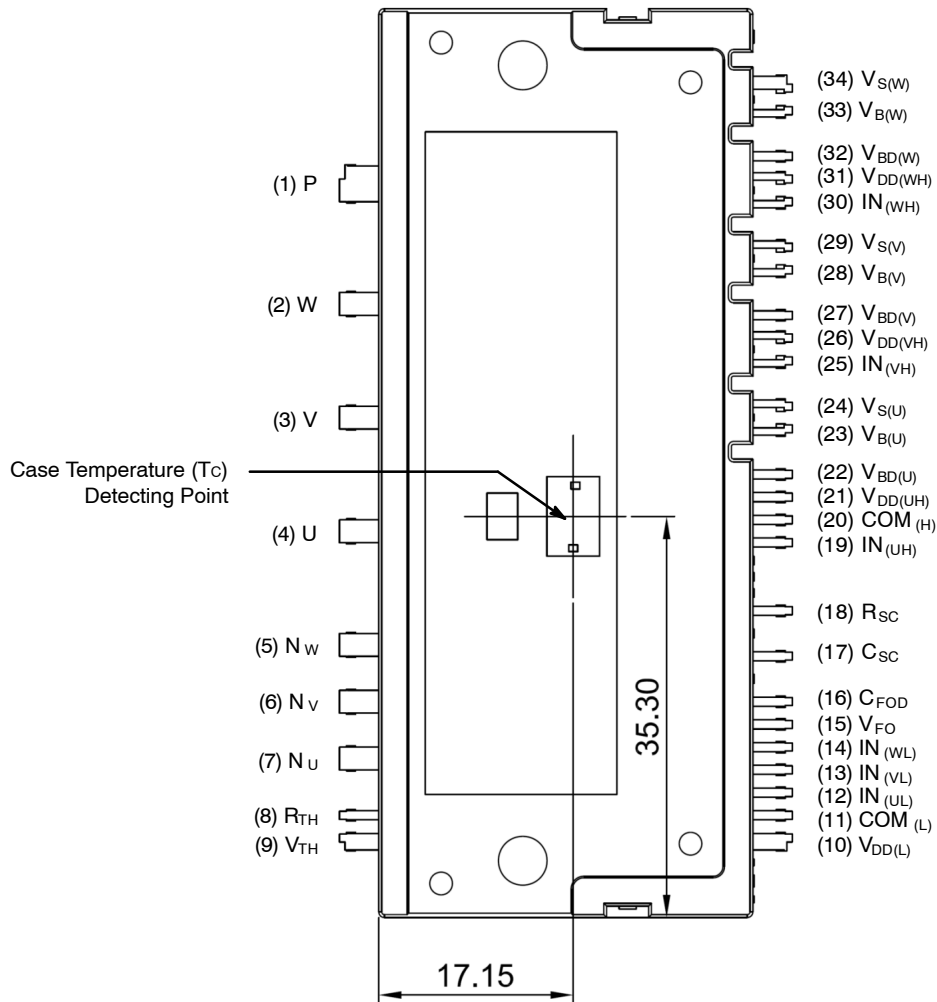 (1) P
(2) W
(3) V
Case Temperature (TC)
Detecting Point
(4) U
(5) N W
(6) N V
(7) N U
(8) RTH
(9) VTH
(34) VS(W)
(33) VB(W)
(32) VBD(W)
(31) VDD(WH)
(30) IN(WH)
(29) VS(V)
(28) VB(V)
(27) VBD(V)
(26) VDD(VH)
(25) IN(VH)
(24) VS(U)
(23) VB(U)
(22) VBD(U)
(21) VDD(UH)
(20) COM (H)
(19) IN(UH)
(18) RSC
(17) CSC
(16) CFOD
(15) VFO
(14) IN(WL)
(13) IN(VL)
(12) IN(UL)
(11) COM (L)
(10) VDD(L)
35.30
17.15